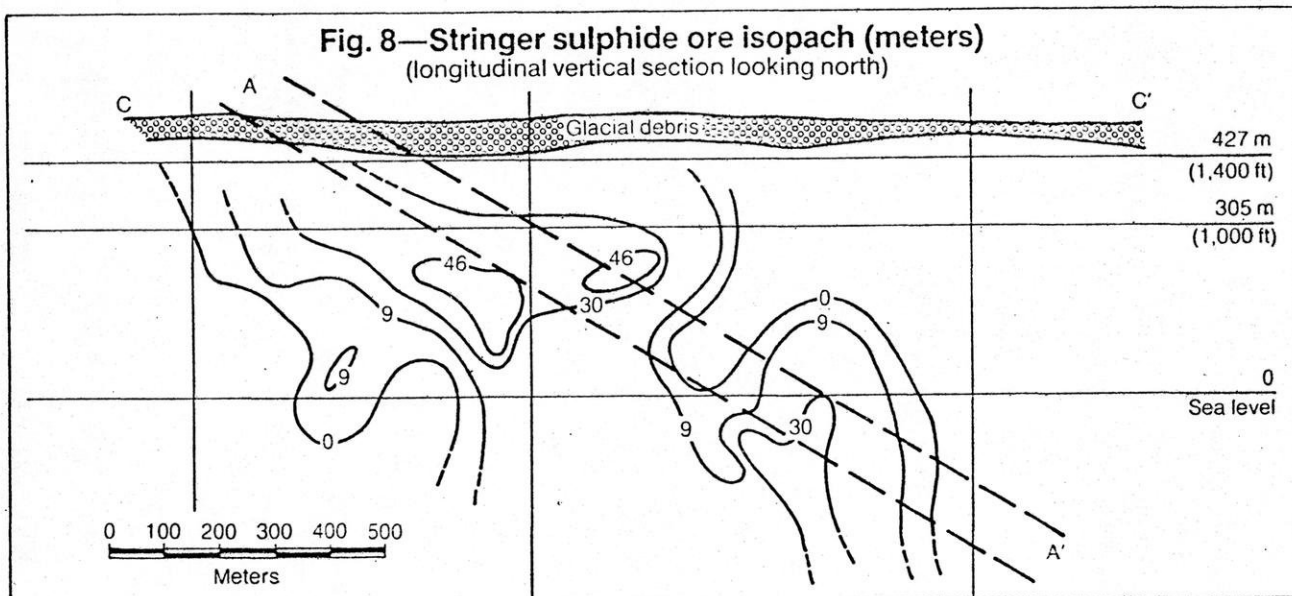 Fig. 8—Stringer sulphide ore isopach (meters)
(longitudinal vertical section looking north)
C
A
C'
Glacial debris
427 m
(1,400 ft)
305 m
(1,000 ft)
46
46
30
9
0
9
9
0
9
30
0
0
Sea level
0 100 200 300 400 500
Meters
A'